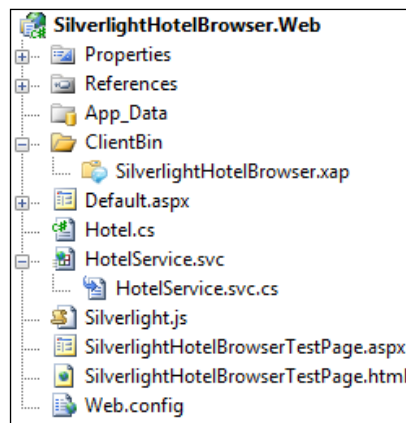 SilverlightHotelBrowser.Web
Properties
References
App_Data
ClientBin
SilverlightHotelBrowser.xap
Default.aspx
Hotel.cs
HotelService.svc
HotelService.svc.cs
Silverlight.js
SilverlightHotelBrowserTestPage.aspx
SilverlightHotelBrowserTestPage.html
Web.config